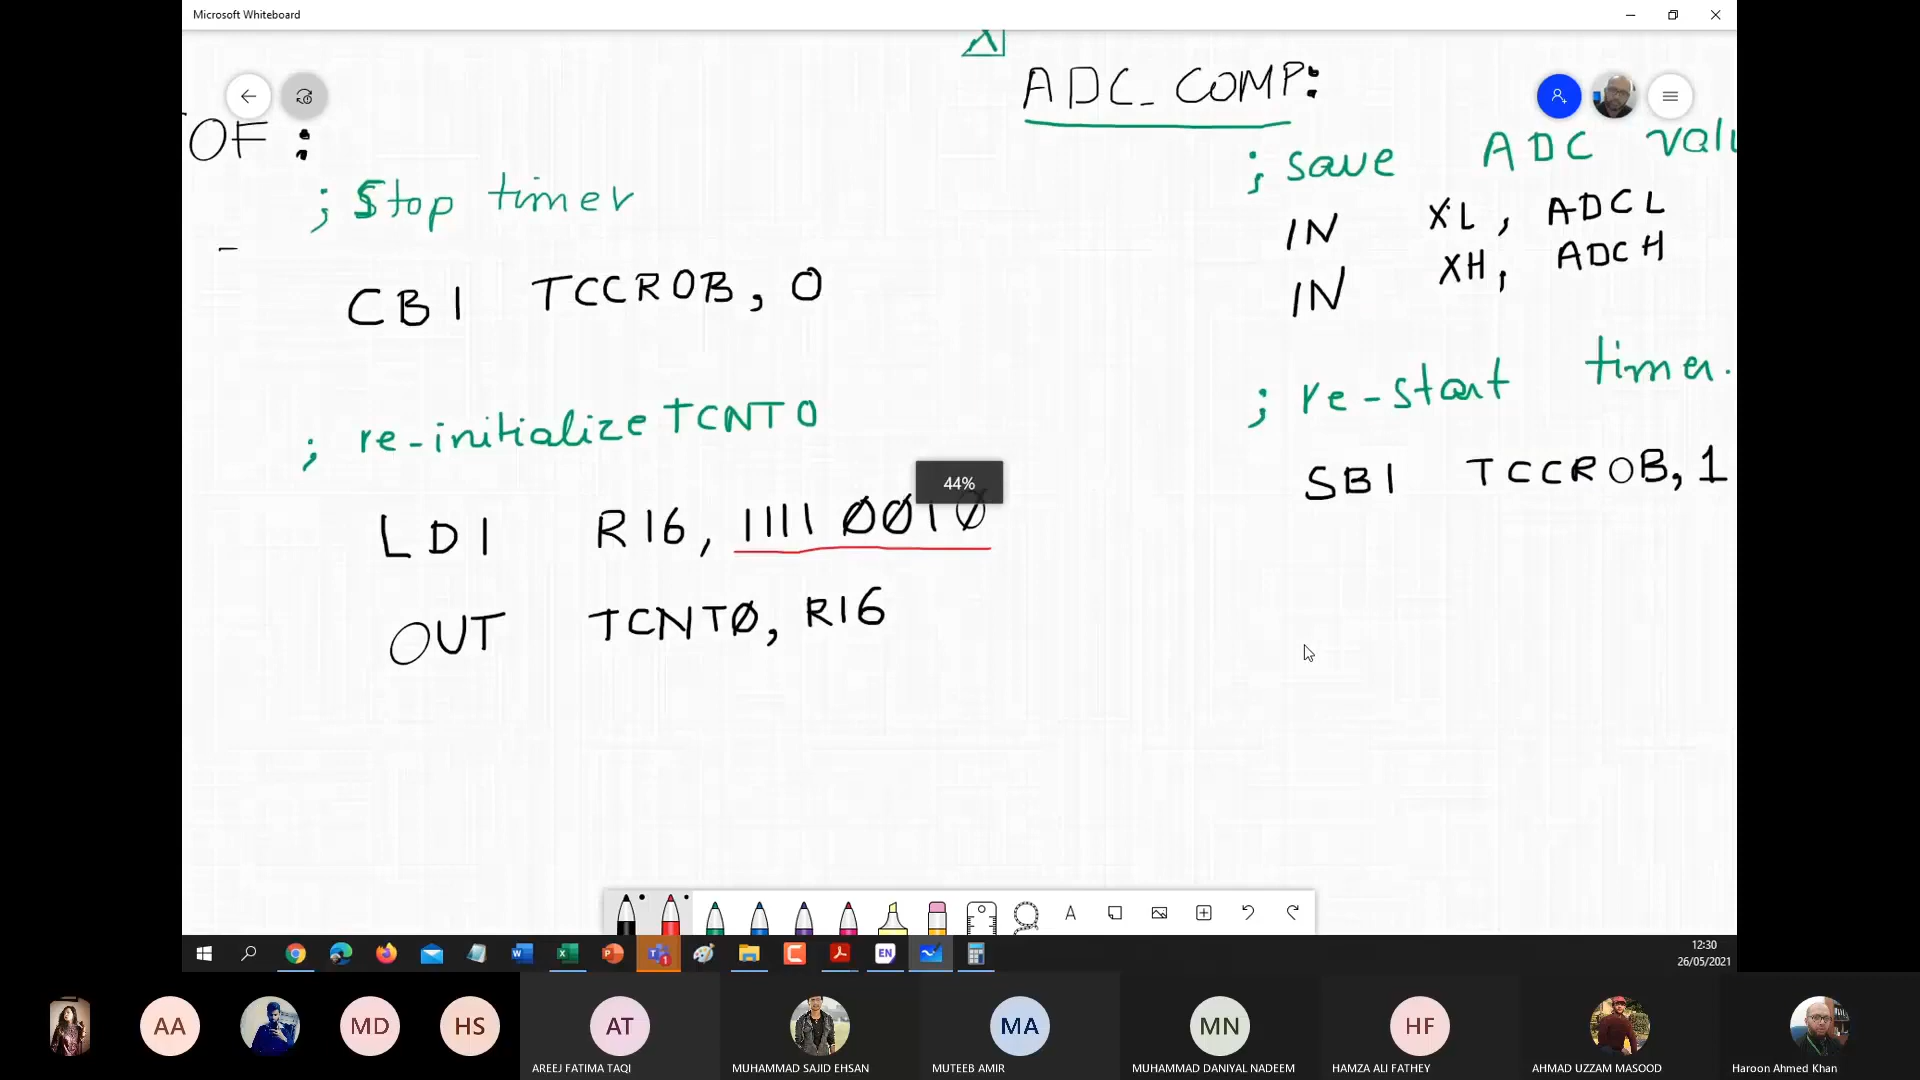 Microsoft Whiteboard
OF :
; Stop timer
CBI TCCR0B, 0
; re-initialize TCNT0
LDI R16, 1111 0010
OUT TCNT0, R16
ADC_COMP:
; save ADC valu
IN XL, ADCL
IN XH, ADCH
; re-start timer.
SBI TCCR0B, 1
44%
A
EN
1
12:30
26/05/2021
AA
MD
HS
AT
MA
MN
HF
AREEJ FATIMA TAQI
MUHAMMAD SAJID EHSAN
MUTEEB AMIR
MUHAMMAD DANIYAL NADEEM
HAMZA ALI FATHEY
AHMAD UZZAM MASOOD
Haroon Ahmed Khan